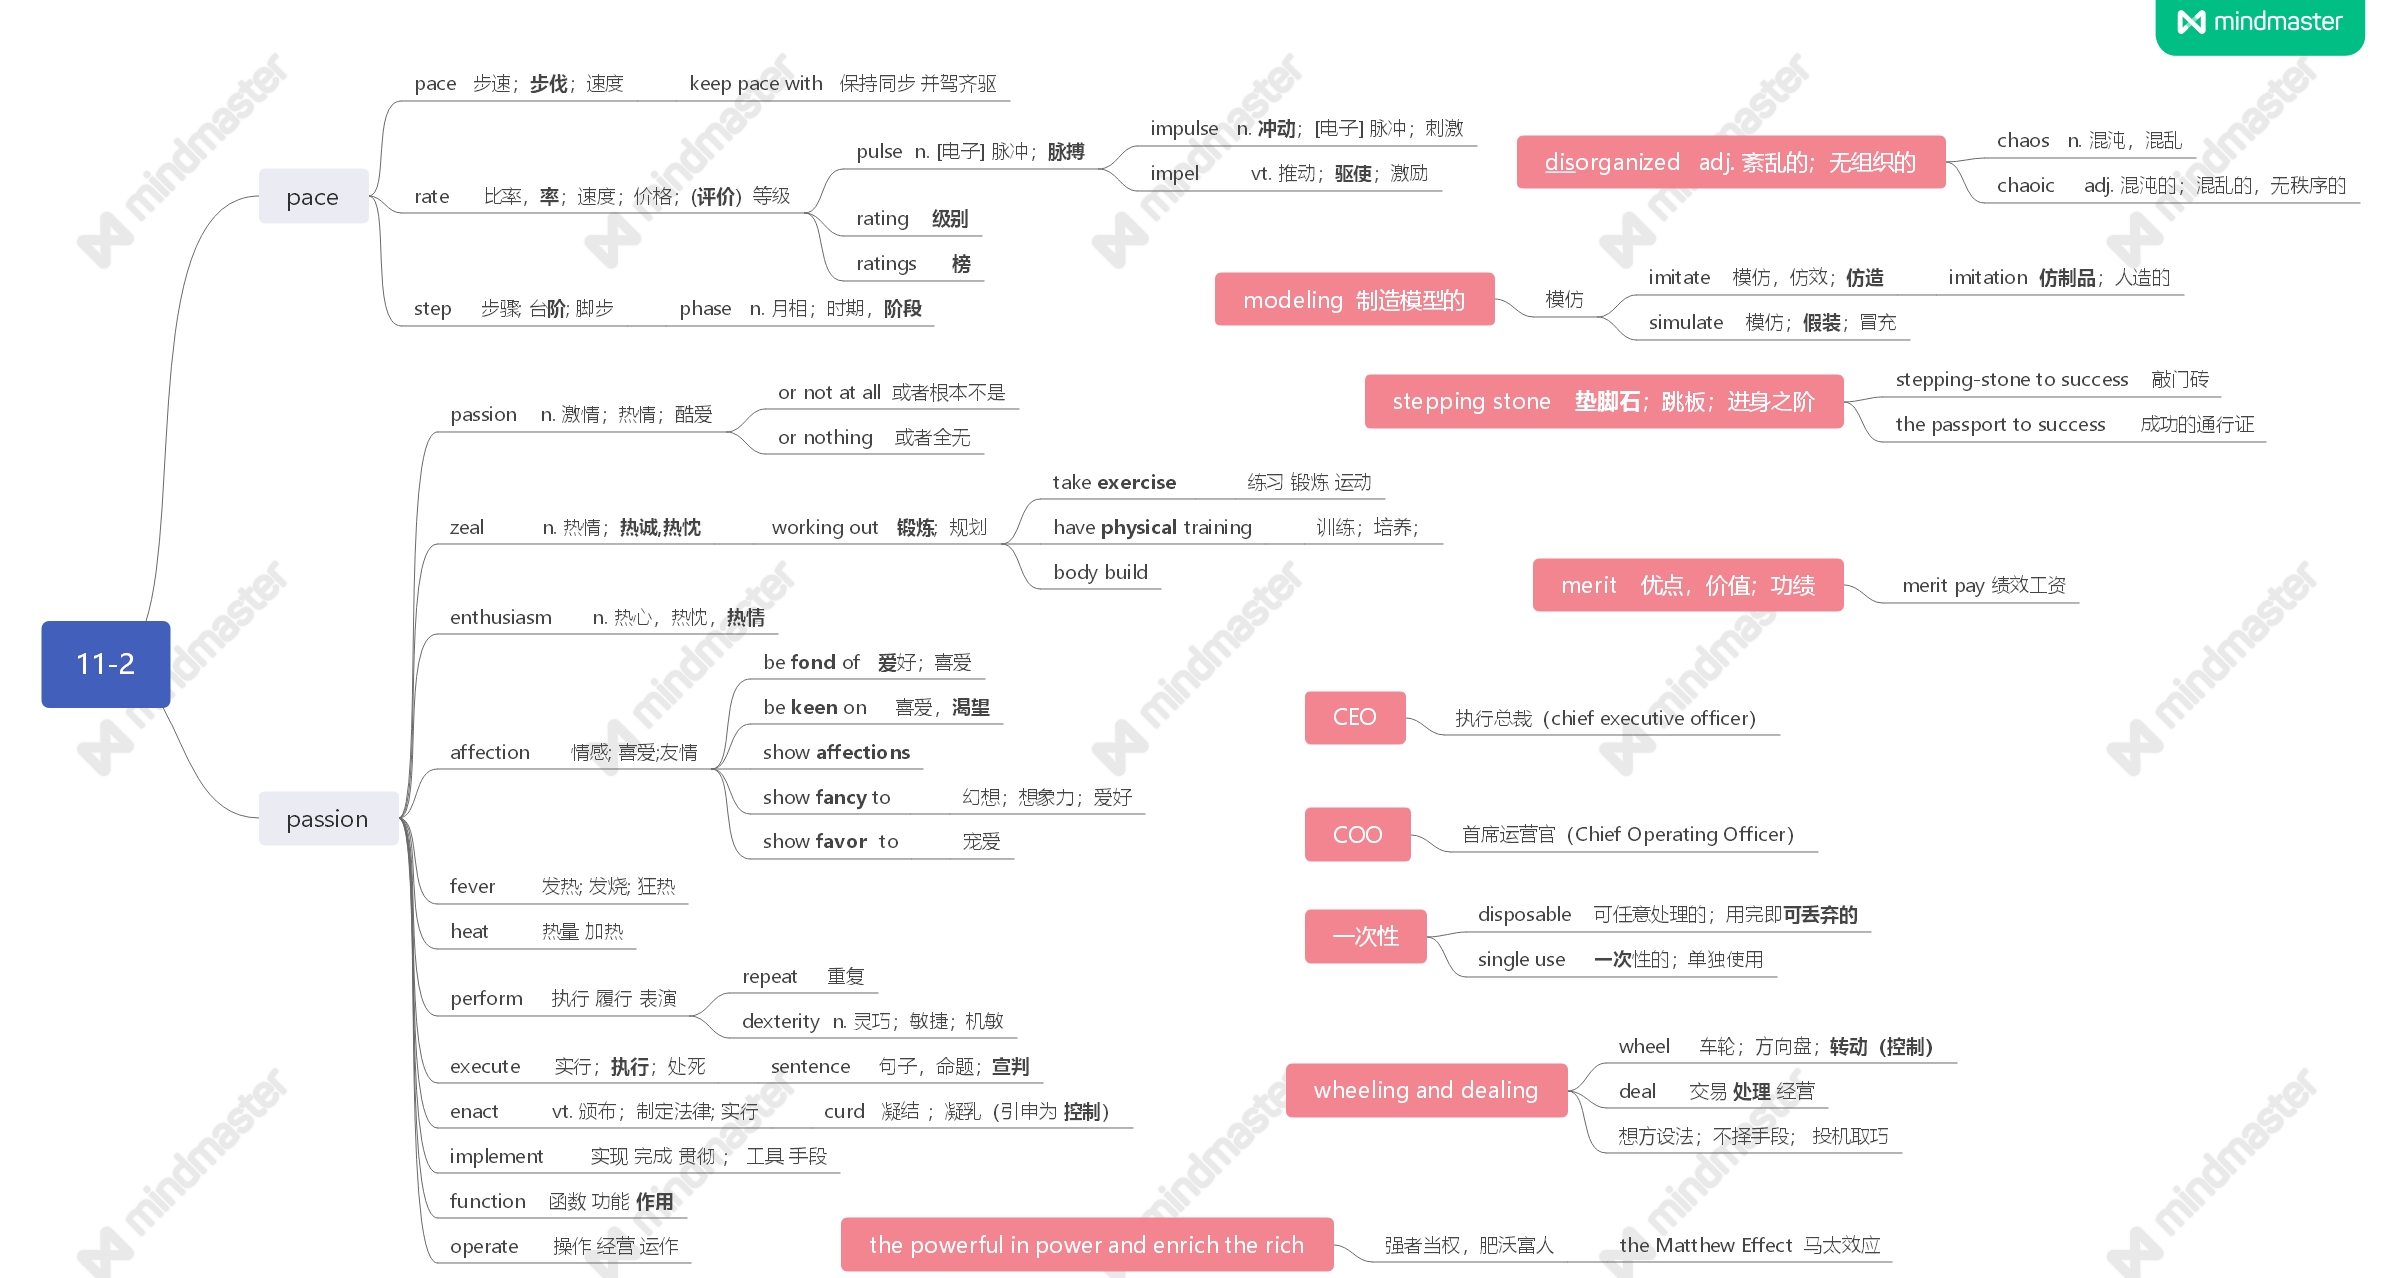 mindmaster
11-2
pace
pace 步速；步伐；速度 keep pace with 保持同步 并驾齐驱
rate 比率，率；速度；价格；(评价) 等级
pulse n. [电子] 脉冲；脉搏
impulse n. 冲动；[电子] 脉冲；刺激
impel vt. 推动；驱使；激励
rating 级别
ratings 榜
step 步骤; 台阶; 脚步 phase n. 月相；时期，阶段
passion
passion n. 激情；热情；酷爱
or not at all 或者根本不是
or nothing 或者全无
zeal n. 热情；热诚,热忱 working out 锻炼; 规划
take exercise 练习 锻炼 运动
have physical training 训练；培养；
body build
enthusiasm n. 热心，热忱，热情
affection 情感; 喜爱;友情
be fond of 爱好；喜爱
be keen on 喜爱，渴望
show affections
show fancy to 幻想；想象力；爱好
show favor to 宠爱
fever 发热; 发烧; 狂热
heat 热量 加热
perform 执行 履行 表演
repeat 重复
dexterity n. 灵巧；敏捷；机敏
execute 实行；执行；处死 sentence 句子，命题；宣判
enact vt. 颁布；制定法律; 实行 curd 凝结 ；凝乳（引申为 控制）
implement 实现 完成 贯彻 ； 工具 手段
function 函数 功能 作用
operate 操作 经营 运作
disorganized adj. 紊乱的；无组织的
chaos n. 混沌，混乱
chaoic adj. 混沌的；混乱的，无秩序的
modeling 制造模型的
模仿
imitate 模仿，仿效；仿造 imitation 仿制品；人造的
simulate 模仿；假装；冒充
stepping stone 垫脚石；跳板；进身之阶
stepping-stone to success 敲门砖
the passport to success 成功的通行证
merit 优点，价值；功绩
merit pay 绩效工资
CEO
执行总裁（chief executive officer）
COO
首席运营官（Chief Operating Officer）
一次性
disposable 可任意处理的；用完即可丢弃的
single use 一次性的；单独使用
wheeling and dealing
wheel 车轮；方向盘；转动（控制）
deal 交易 处理 经营
想方设法；不择手段； 投机取巧
the powerful in power and enrich the rich
强者当权，肥沃富人 the Matthew Effect 马太效应